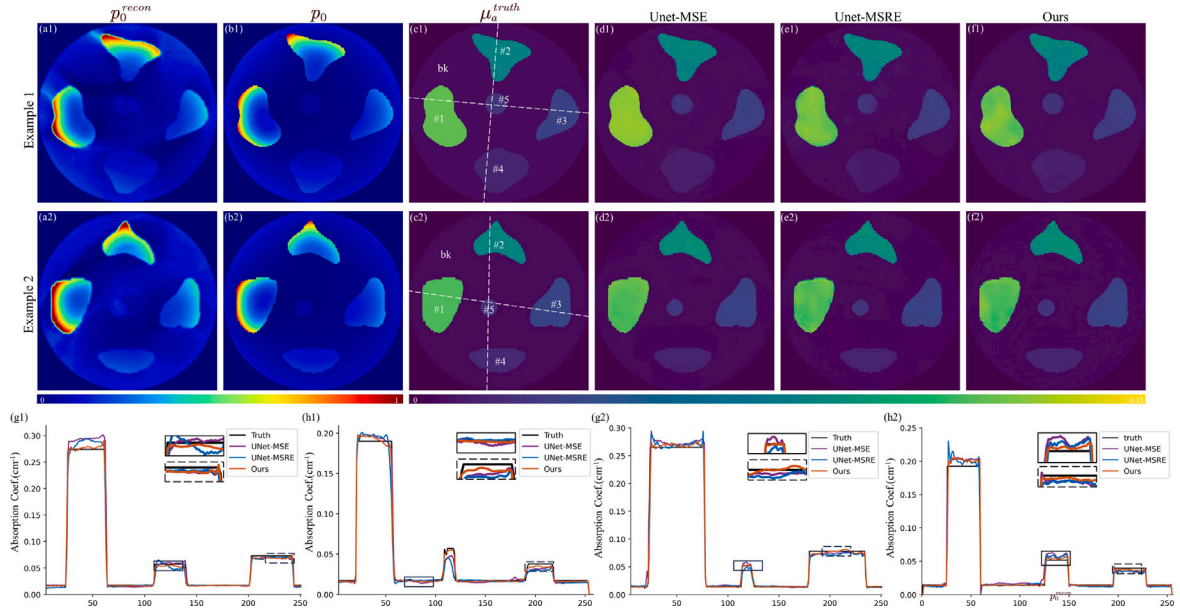 p₀ʳᵉᶜᵒⁿ p₀ μₐᵗʳᵘᵗʰ Unet-MSE Unet-MSRE Ours
Example 1
(a1) (b1) (c1) (d1) (e1) (f1)
#2
bk
#5
#1 #3
#4
Example 2
(a2) (b2) (c2) (d2) (e2) (f2)
#2
bk
#3
#1 #5
#4
0 1 0 0.35
(g1) (h1) (g2) (h2)
Absorption Coef.(cm⁻¹)
0.30
0.25
0.20
0.15
0.10
0.05
0.00
50 100 150 200 250
Truth
UNet-MSE
UNet-MSRE
Ours
Absorption Coef.(cm⁻¹)
0.20
0.15
0.10
0.05
0.00
0 50 100 150 200 250
Truth
UNet-MSE
UNet-MSRE
Ours
Absorption Coef.(cm⁻¹)
0.30
0.25
0.20
0.15
0.10
0.05
0.00
0 50 100 150 200 250
Truth
UNet-MSE
UNet-MSRE
Ours
Absorption Coef.(cm⁻¹)
0.25
0.20
0.15
0.10
0.05
0.00
0 50 100 150 200 250
p₀ʳᵉᶜᵒⁿ
truth
UNet-MSE
UNet-MSRE
Ours